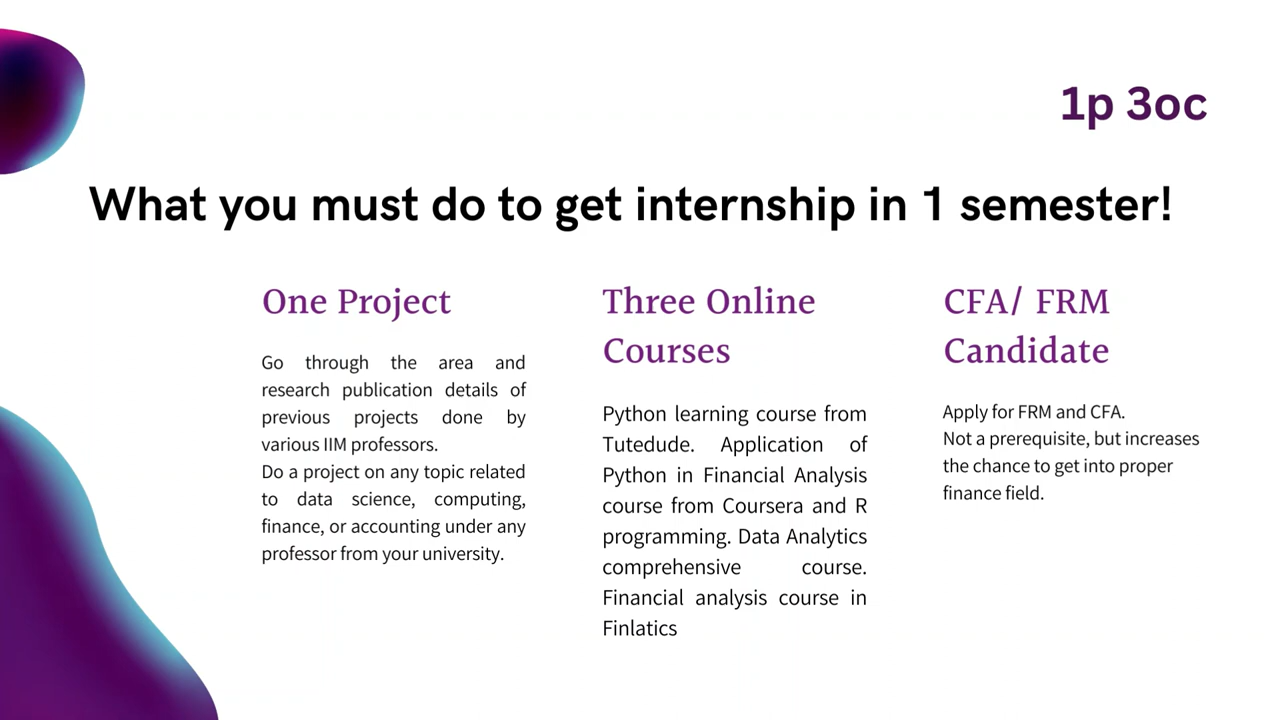 1p 3oc
What you must do to get internship in 1 semester!
One Project
Go through the area and
research publication details of
previous projects done by
various IIM professors.
Do a project on any topic related
to data science, computing,
finance, or accounting under any
professor from your university.
Three Online
Courses
Python learning course from
Tutedude. Application of
Python in Financial Analysis
course from Coursera and R
programming. Data Analytics
comprehensive course.
Financial analysis course in
Finlatics
CFA/ FRM
Candidate
Apply for FRM and CFA.
Not a prerequisite, but increases
the chance to get into proper
finance field.